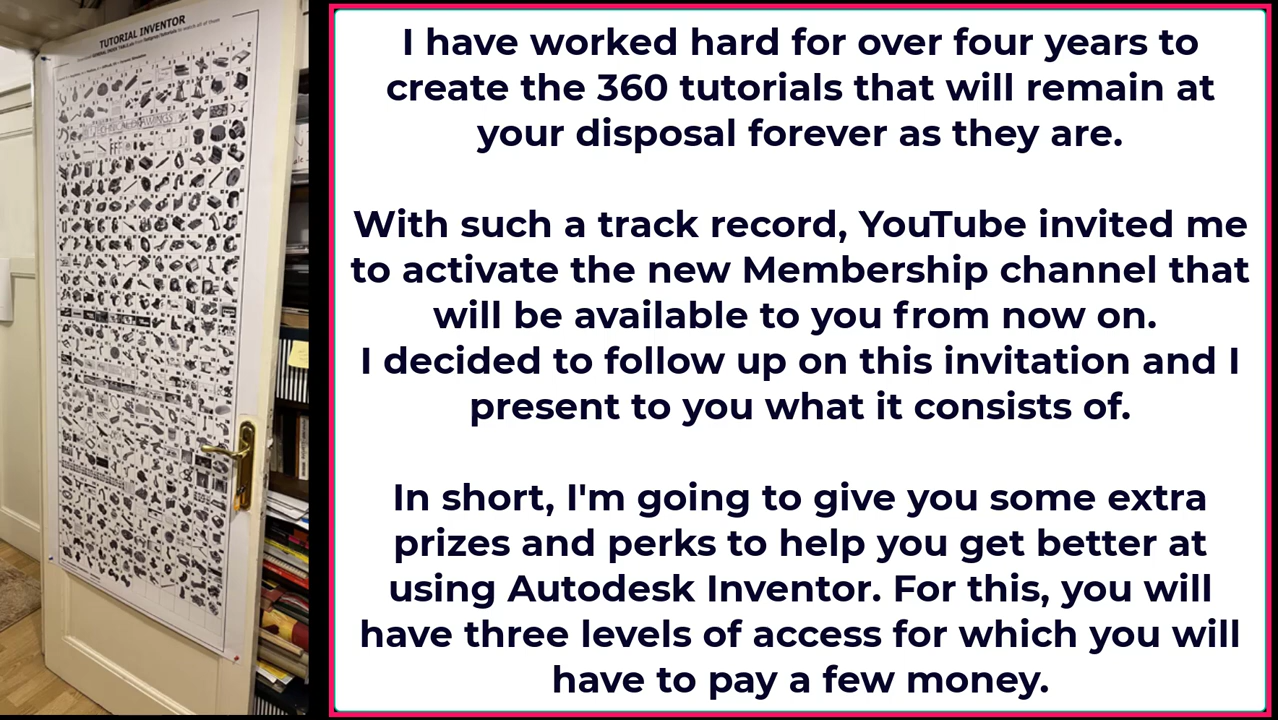 TUTORIAL INVENTOR
I have worked hard for over four years to
create the 360 tutorials that will remain at
your disposal forever as they are.
With such a track record, YouTube invited me
to activate the new Membership channel that
will be available to you from now on.
I decided to follow up on this invitation and I
present to you what it consists of.
In short, I'm going to give you some extra
prizes and perks to help you get better at
using Autodesk Inventor. For this, you will
have three levels of access for which you will
have to pay a few money.